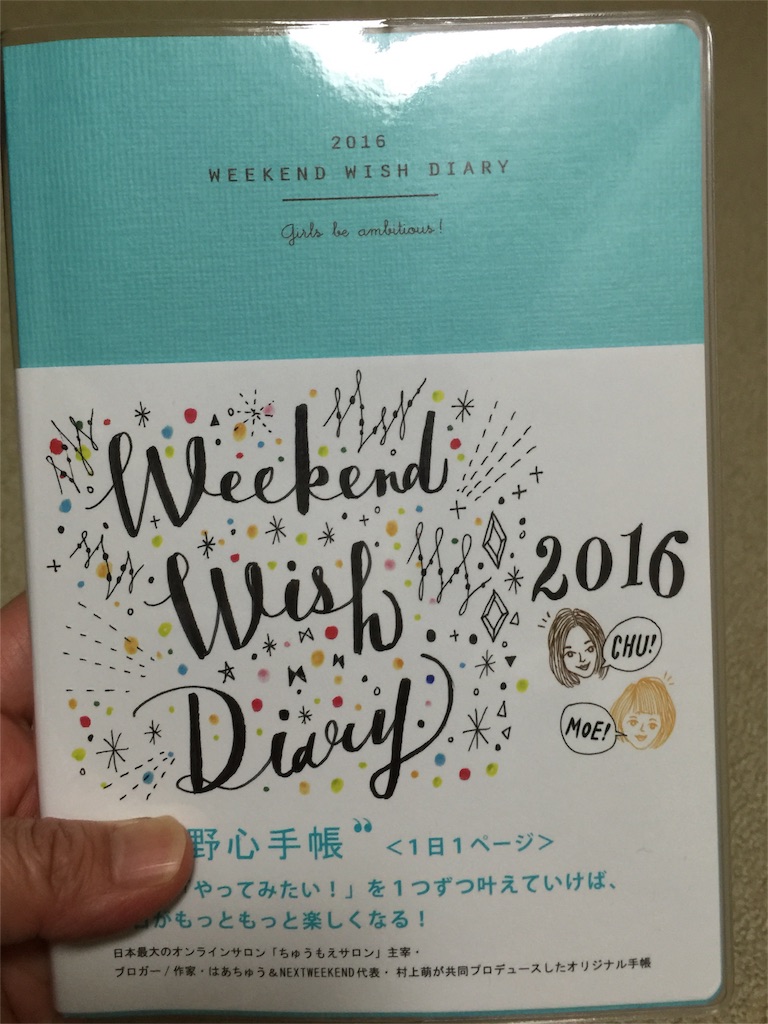 2016
WEEKEND WISH DIARY
Girls be ambitious!
Weekend
Wish
2016
CHU!
MOE!
Diary
野心手帳” <1日1ページ>
やってみたい！」を1つずつ叶えていけば、
がもっともっと楽しくなる！
日本最大のオンラインサロン「ちゅうもえサロン」主宰・
ブロガー/作家・はあちゅう&NEXTWEEKEND代表・村上萌が共同プロデュースしたオリジナル手帳